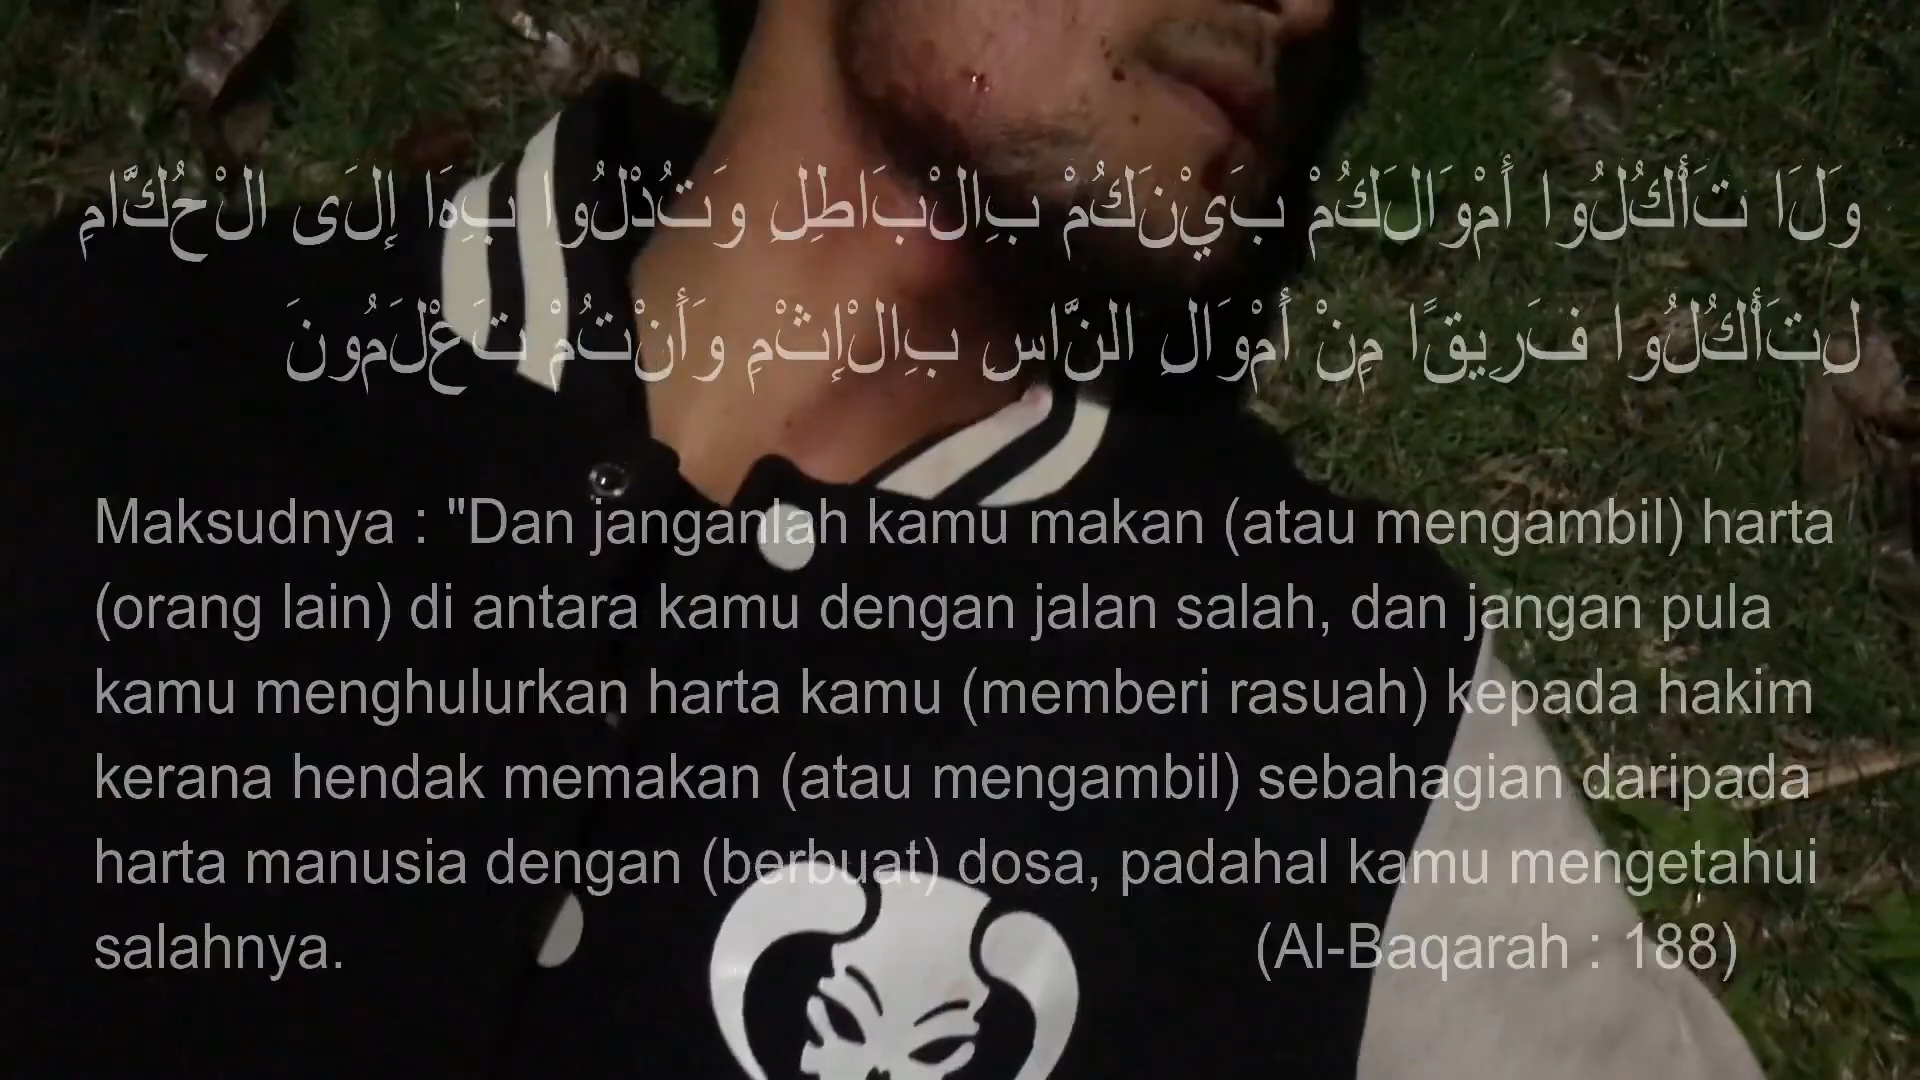 وَلَا تَأْكُلُوا أَمْوَالَكُمْ بَيْنَكُمْ بِالْبَاطِلِ وَتُدْلُوا بِهَا إِلَى الْحُكَّامِ
لِتَأْكُلُوا فَرِيقًا مِنْ أَمْوَالِ النَّاسِ بِالْإِثْمِ وَأَنْتُمْ تَعْلَمُونَ
Maksudnya : "Dan janganlah kamu makan (atau mengambil) harta
(orang lain) di antara kamu dengan jalan salah, dan jangan pula
kamu menghulurkan harta kamu (memberi rasuah) kepada hakim
kerana hendak memakan (atau mengambil) sebahagian daripada
harta manusia dengan (berbuat) dosa, padahal kamu mengetahui
salahnya. (Al-Baqarah : 188)